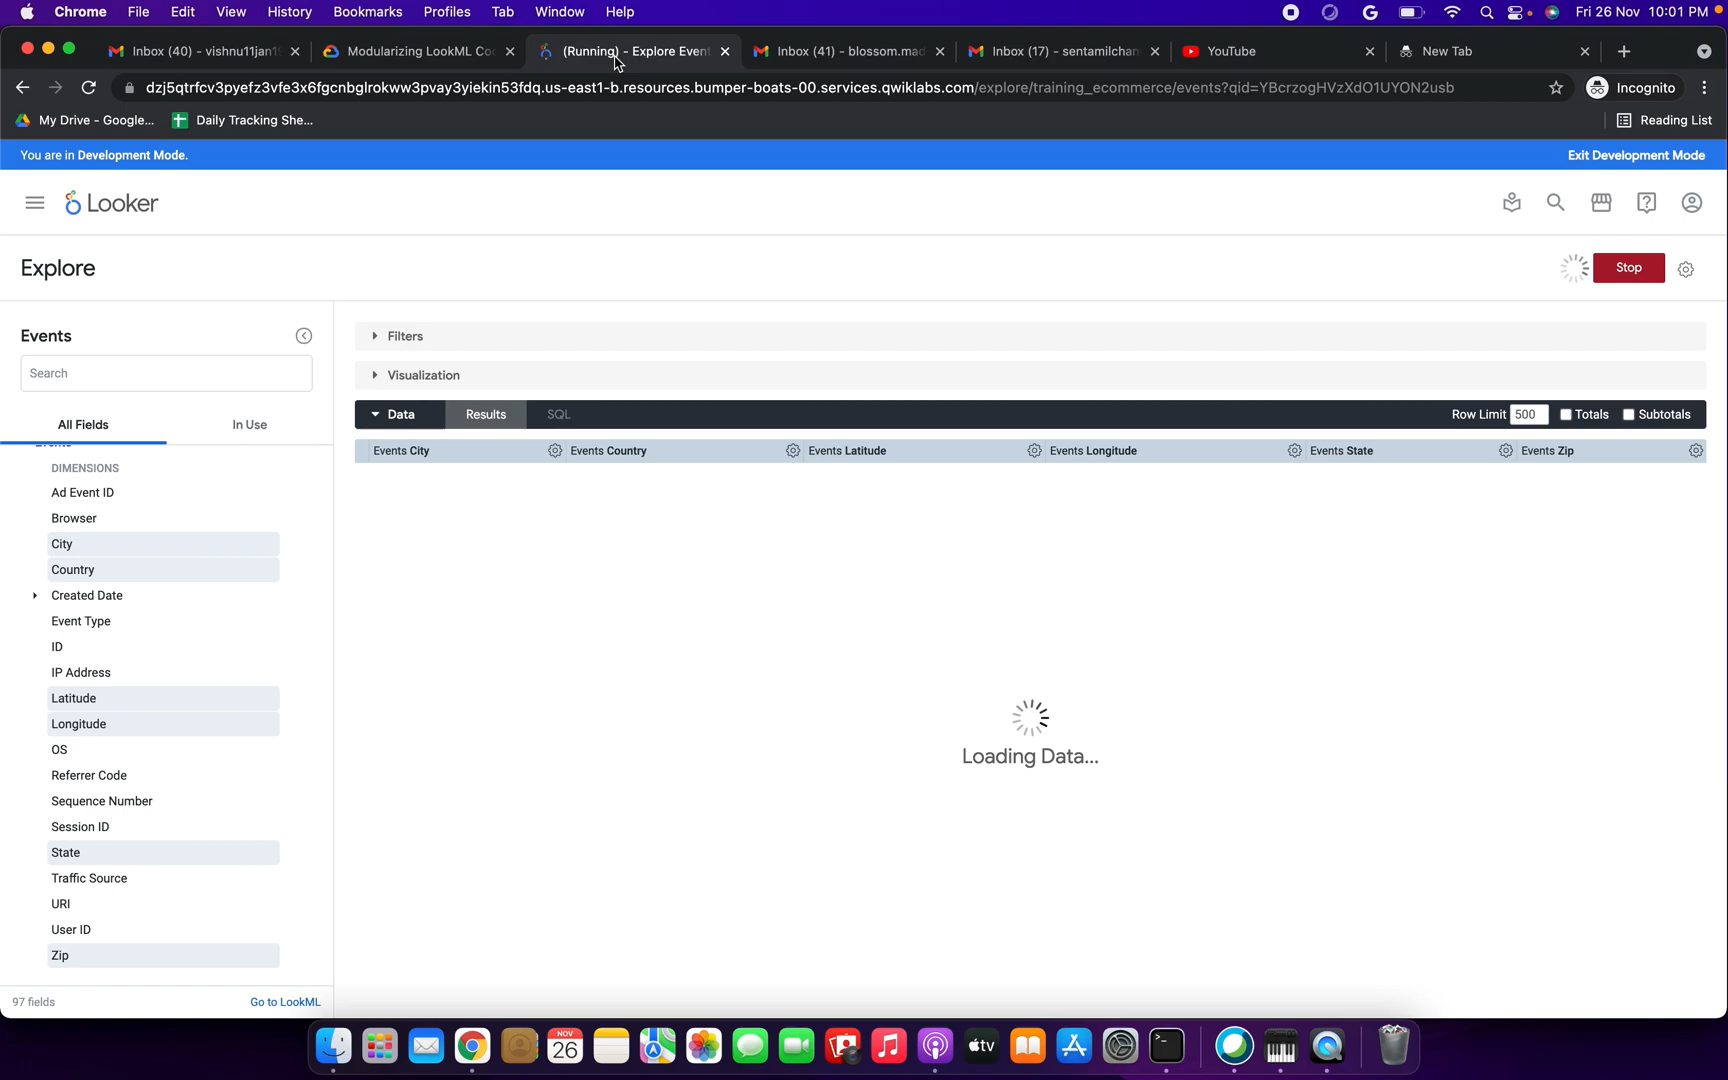 Chrome File Edit View History Bookmarks Profiles Tab Window Help Fri 26 Nov 10:01 PM
Inbox (40) - vishnu11jan1 Modularizing LookML Co (Running) - Explore Event Inbox (41) - blossom.mad Inbox (17) - sentamilchan YouTube New Tab
dzj5qtrfcv3pyefz3vfe3x6fgcnbglrokww3pvay3yiekin53fdq.us-east1-b.resources.bumper-boats-00.services.qwiklabs.com/explore/training_ecommerce/events?qid=YBcrzogHVzXdO1UYON2usb Incognito
My Drive - Google... Daily Tracking She... Reading List
You are in Development Mode. Exit Development Mode
Looker
Explore Stop
Events
Search
All Fields In Use
Filters
Visualization
Data Results SQL Row Limit 500 Totals Subtotals
Events City Events Country Events Latitude Events Longitude Events State Events Zip
DIMENSIONS
Ad Event ID
Browser
City
Country
Created Date
Event Type
ID
IP Address
Latitude
Longitude
OS
Referrer Code
Sequence Number
Session ID
State
Traffic Source
URI
User ID
Zip
Loading Data...
97 fields Go to LookML
NOV
26
tv